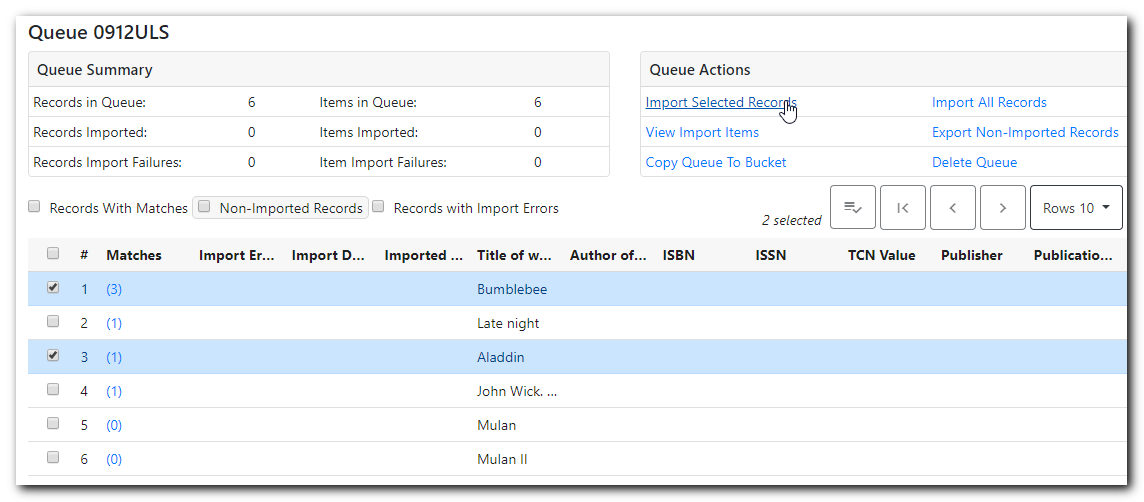 Queue 0912ULS
Queue Summary
Records in Queue: 6 Items in Queue: 6
Records Imported: 0 Items Imported: 0
Records Import Failures: 0 Item Import Failures: 0
Queue Actions
Import Selected Records Import All Records
View Import Items Export Non-Imported Records
Copy Queue To Bucket Delete Queue
Records With Matches Non-Imported Records Records with Import Errors
2 selected Rows 10
# Matches Import Er... Import D... Imported ... Title of w... Author of... ISBN ISSN TCN Value Publisher Publicatio...
1 (3) Bumblebee
2 (1) Late night
3 (1) Aladdin
4 (1) John Wick. ...
5 (0) Mulan
6 (0) Mulan II